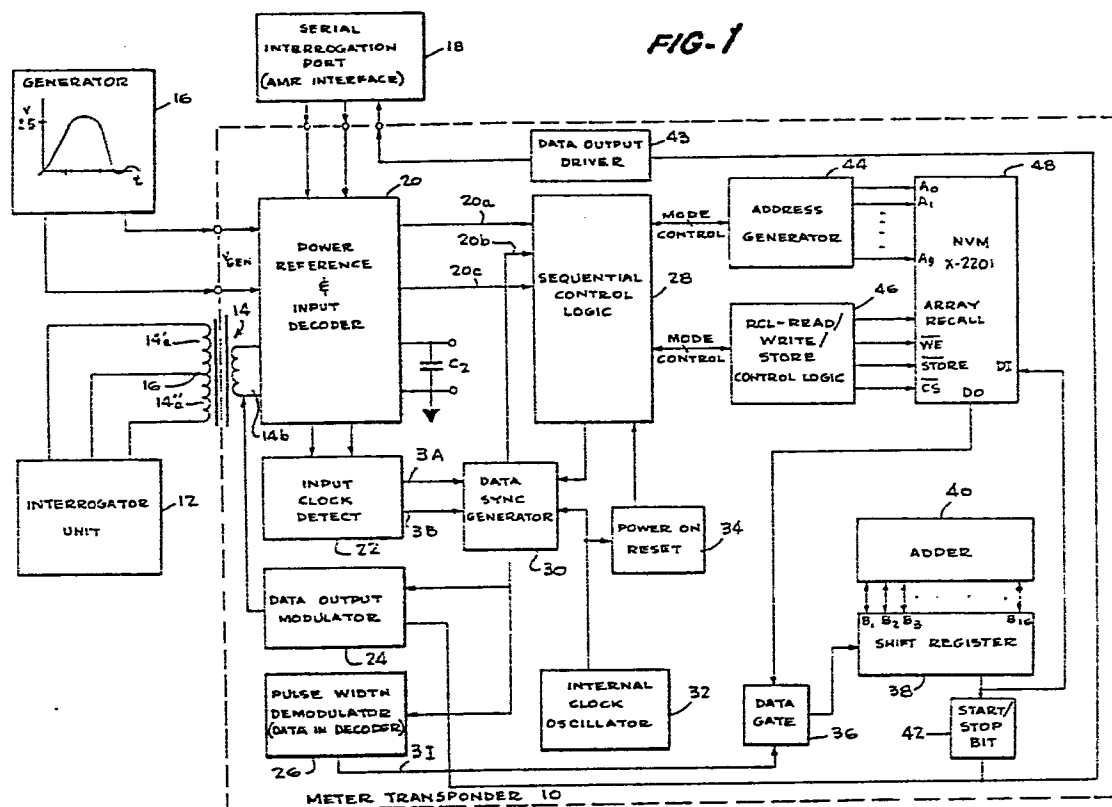 FIG-1
SERIAL
INTERROGATION
PORT
(AMR INTERFACE)
18
GENERATOR
V
25
t
16
DATA OUTPUT
DRIVER
43
20
POWER
REFERENCE
&
INPUT
DECODER
VGEN
20a
20b
20c
SEQUENTIAL
CONTROL
LOGIC
28
MODE
CONTROL
MODE
CONTROL
44
ADDRESS
GENERATOR
48
A0
A1
A9
NVM
X-2201
ARRAY
RECALL
WE
STORE
CS
DI
DO
46
RCL-READ/
WRITE/
STORE
CONTROL LOGIC
14
14'a
16
14"a
14b
C2
INTERROGATOR
UNIT
12
INPUT
CLOCK
DETECT
22
3A
3B
DATA
SYNC
GENERATOR
30
POWER ON
RESET
34
40
ADDER
B1 B2 B3 B16
SHIFT REGISTER
38
DATA OUTPUT
MODULATOR
24
PULSE WIDTH
DEMODULATOR
(DATA IN DECODER)
26
3I
INTERNAL
CLOCK
OSCILLATOR
32
DATA
GATE
36
START/
STOP
BIT
42
METER TRANSPONDER 10